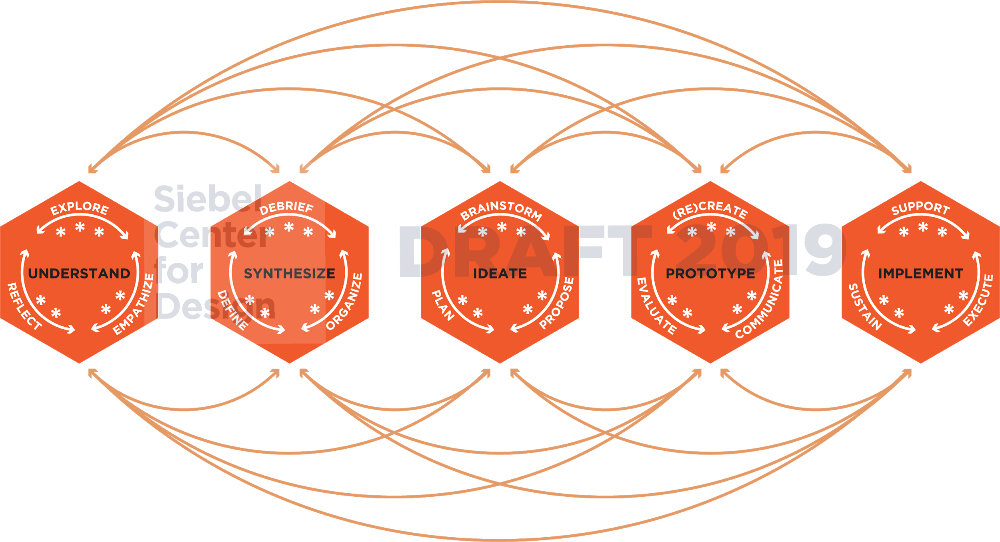 EXPLORE
UNDERSTAND
REFLECT
EMPATHIZE
Siebel
Center
for
Design
DEBRIEF
SYNTHESIZE
DEFINE
ORGANIZE
DRAFT 2019
BRAINSTORM
IDEATE
PLAN
PROPOSE
(RE)CREATE
PROTOTYPE
EVALUATE
COMMUNICATE
SUPPORT
IMPLEMENT
SUSTAIN
EXECUTE